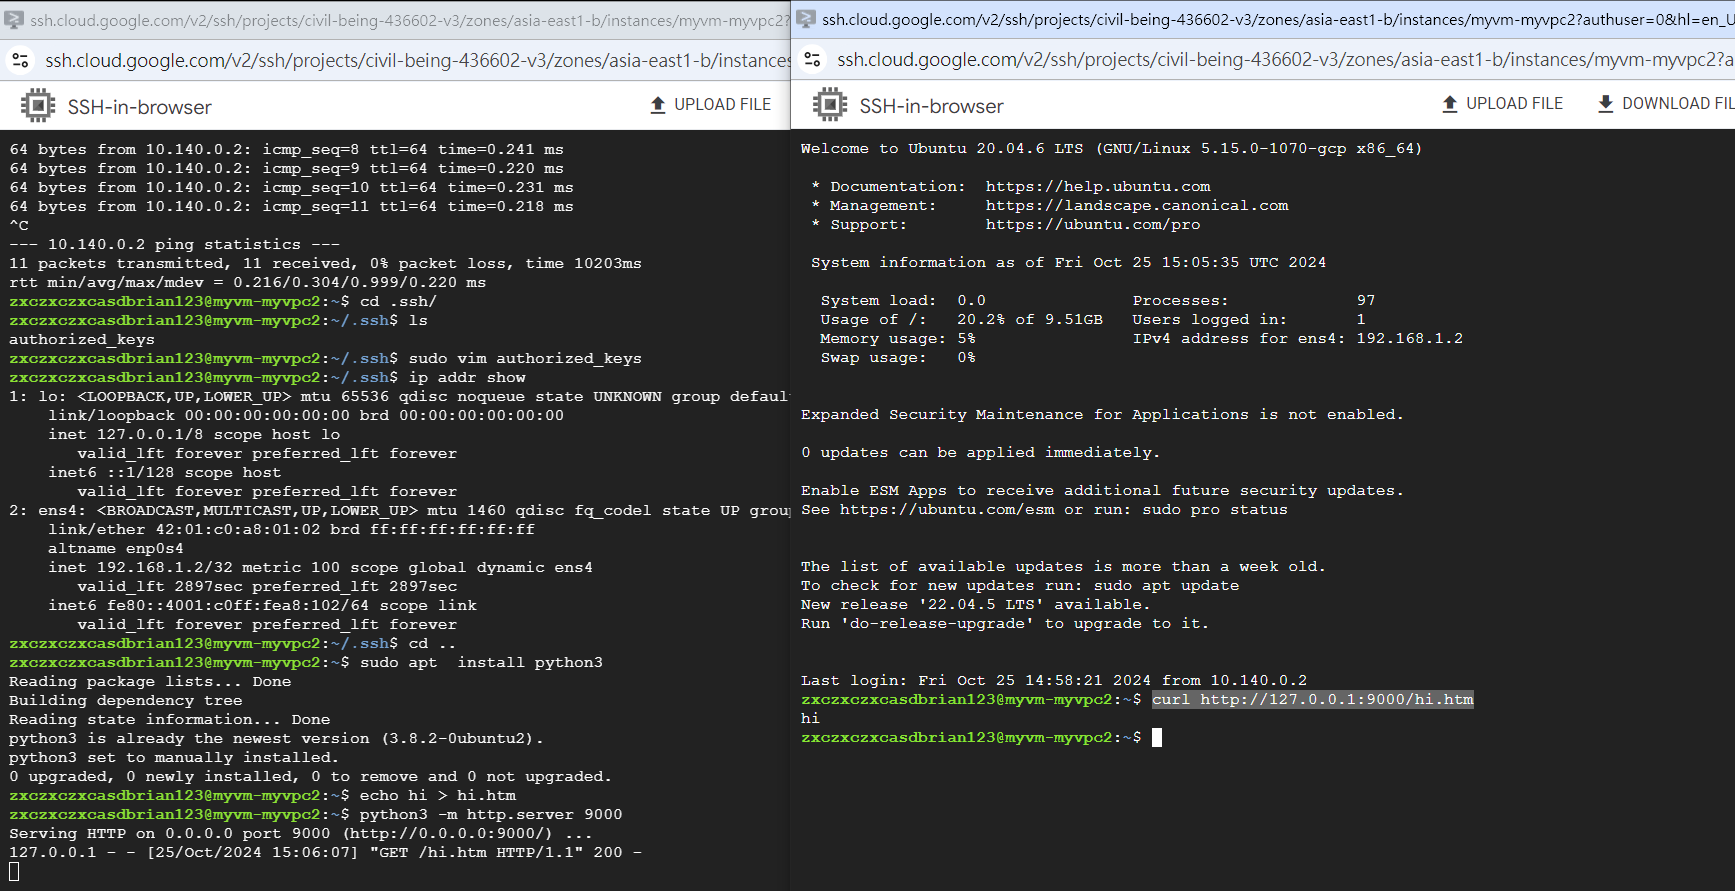 ssh.cloud.google.com/v2/ssh/projects/civil-being-436602-v3/zones/asia-east1-b/instances/myvm-myvpc2?
ssh.cloud.google.com/v2/ssh/projects/civil-being-436602-v3/zones/asia-east1-b/instances
SSH-in-browser
UPLOAD FILE
64 bytes from 10.140.0.2: icmp_seq=8 ttl=64 time=0.241 ms
64 bytes from 10.140.0.2: icmp_seq=9 ttl=64 time=0.220 ms
64 bytes from 10.140.0.2: icmp_seq=10 ttl=64 time=0.231 ms
64 bytes from 10.140.0.2: icmp_seq=11 ttl=64 time=0.218 ms
^C
--- 10.140.0.2 ping statistics ---
11 packets transmitted, 11 received, 0% packet loss, time 10203ms
rtt min/avg/max/mdev = 0.216/0.304/0.999/0.220 ms
zxczxczxcasdbrian123@myvm-myvpc2:~$ cd .ssh/
zxczxczxcasdbrian123@myvm-myvpc2:~/.ssh$ ls
authorized_keys
zxczxczxcasdbrian123@myvm-myvpc2:~/.ssh$ sudo vim authorized_keys
zxczxczxcasdbrian123@myvm-myvpc2:~/.ssh$ ip addr show
1: lo: <LOOPBACK,UP,LOWER_UP> mtu 65536 qdisc noqueue state UNKNOWN group defaul
    link/loopback 00:00:00:00:00:00 brd 00:00:00:00:00:00
    inet 127.0.0.1/8 scope host lo
       valid_lft forever preferred_lft forever
    inet6 ::1/128 scope host
       valid_lft forever preferred_lft forever
2: ens4: <BROADCAST,MULTICAST,UP,LOWER_UP> mtu 1460 qdisc fq_codel state UP grou
    link/ether 42:01:c0:a8:01:02 brd ff:ff:ff:ff:ff:ff
    altname enp0s4
    inet 192.168.1.2/32 metric 100 scope global dynamic ens4
       valid_lft 2897sec preferred_lft 2897sec
    inet6 fe80::4001:c0ff:fea8:102/64 scope link
       valid_lft forever preferred_lft forever
zxczxczxcasdbrian123@myvm-myvpc2:~/.ssh$ cd ..
zxczxczxcasdbrian123@myvm-myvpc2:~$ sudo apt  install python3
Reading package lists... Done
Building dependency tree
Reading state information... Done
python3 is already the newest version (3.8.2-0ubuntu2).
python3 set to manually installed.
0 upgraded, 0 newly installed, 0 to remove and 0 not upgraded.
zxczxczxcasdbrian123@myvm-myvpc2:~$ echo hi > hi.htm
zxczxczxcasdbrian123@myvm-myvpc2:~$ python3 -m http.server 9000
Serving HTTP on 0.0.0.0 port 9000 (http://0.0.0.0:9000/) ...
127.0.0.1 - - [25/Oct/2024 15:06:07] "GET /hi.htm HTTP/1.1" 200 -
ssh.cloud.google.com/v2/ssh/projects/civil-being-436602-v3/zones/asia-east1-b/instances/myvm-myvpc2?authuser=0&hl=en_U
ssh.cloud.google.com/v2/ssh/projects/civil-being-436602-v3/zones/asia-east1-b/instances/myvm-myvpc2?a
SSH-in-browser
UPLOAD FILE
DOWNLOAD FIL
Welcome to Ubuntu 20.04.6 LTS (GNU/Linux 5.15.0-1070-gcp x86_64)
 * Documentation:  https://help.ubuntu.com
 * Management:     https://landscape.canonical.com
 * Support:        https://ubuntu.com/pro
 System information as of Fri Oct 25 15:05:35 UTC 2024
  System load:  0.0               Processes:             97
  Usage of /:   20.2% of 9.51GB   Users logged in:       1
  Memory usage: 5%                IPv4 address for ens4: 192.168.1.2
  Swap usage:   0%
Expanded Security Maintenance for Applications is not enabled.
0 updates can be applied immediately.
Enable ESM Apps to receive additional future security updates.
See https://ubuntu.com/esm or run: sudo pro status
The list of available updates is more than a week old.
To check for new updates run: sudo apt update
New release '22.04.5 LTS' available.
Run 'do-release-upgrade' to upgrade to it.
Last login: Fri Oct 25 14:58:21 2024 from 10.140.0.2
zxczxczxcasdbrian123@myvm-myvpc2:~$ curl http://127.0.0.1:9000/hi.htm
hi
zxczxczxcasdbrian123@myvm-myvpc2:~$